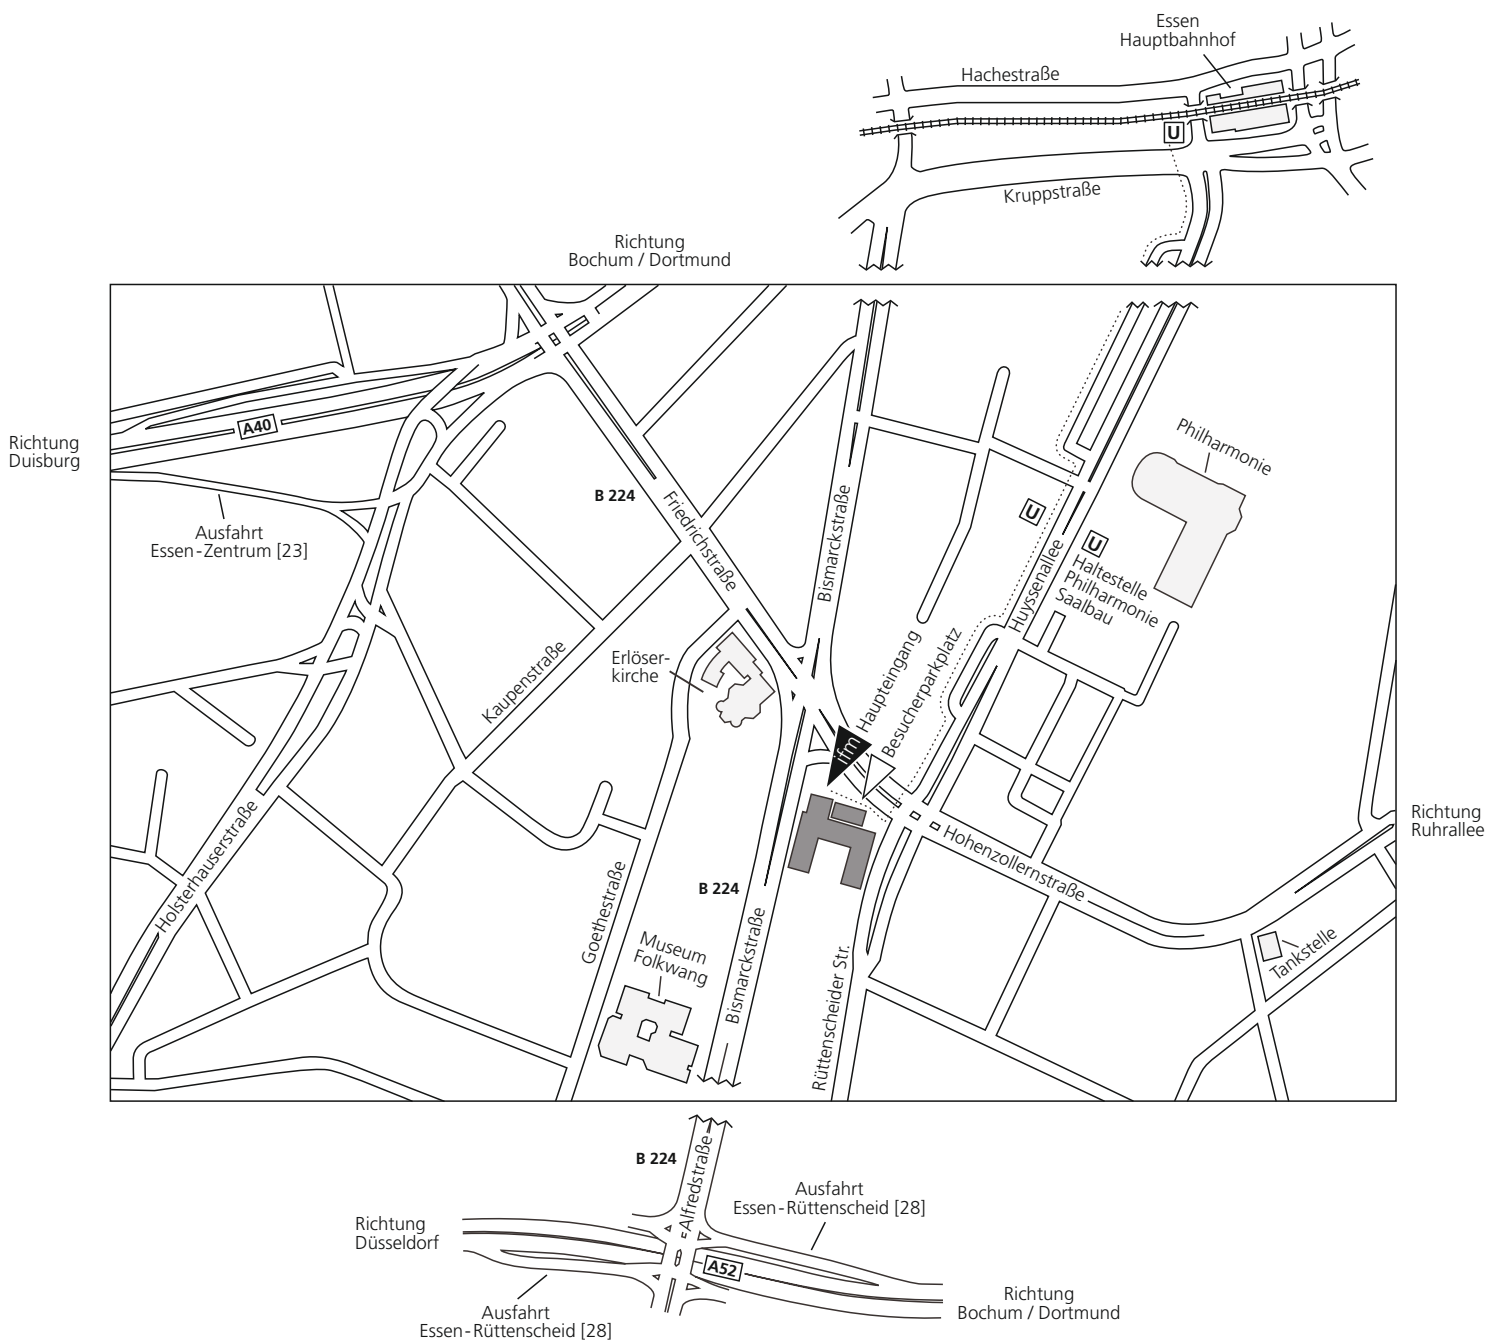 Essen
Hauptbahnhof
Hachestraße
U
Kruppstraße
Richtung
Bochum / Dortmund
Richtung
Duisburg
A40
Ausfahrt
Essen-Zentrum [23]
B 224
Friedrichstraße
Bismarckstraße
Philharmonie
U
U
Haltestelle
Philharmonie
Saalbau
Huyssenallee
Kaupenstraße
Erlöser-
kirche
Haupteingang
Besucherparkplatz
ifm
Holsterhauserstraße
Goethestraße
B 224
Bismarckstraße
Museum
Folkwang
Rüttenscheider Str.
Hohenzollernstraße
Richtung
Ruhrallee
Tankstelle
B 224
Alfredstraße
Ausfahrt
Essen-Rüttenscheid [28]
Richtung
Düsseldorf
A52
Ausfahrt
Essen-Rüttenscheid [28]
Richtung
Bochum / Dortmund